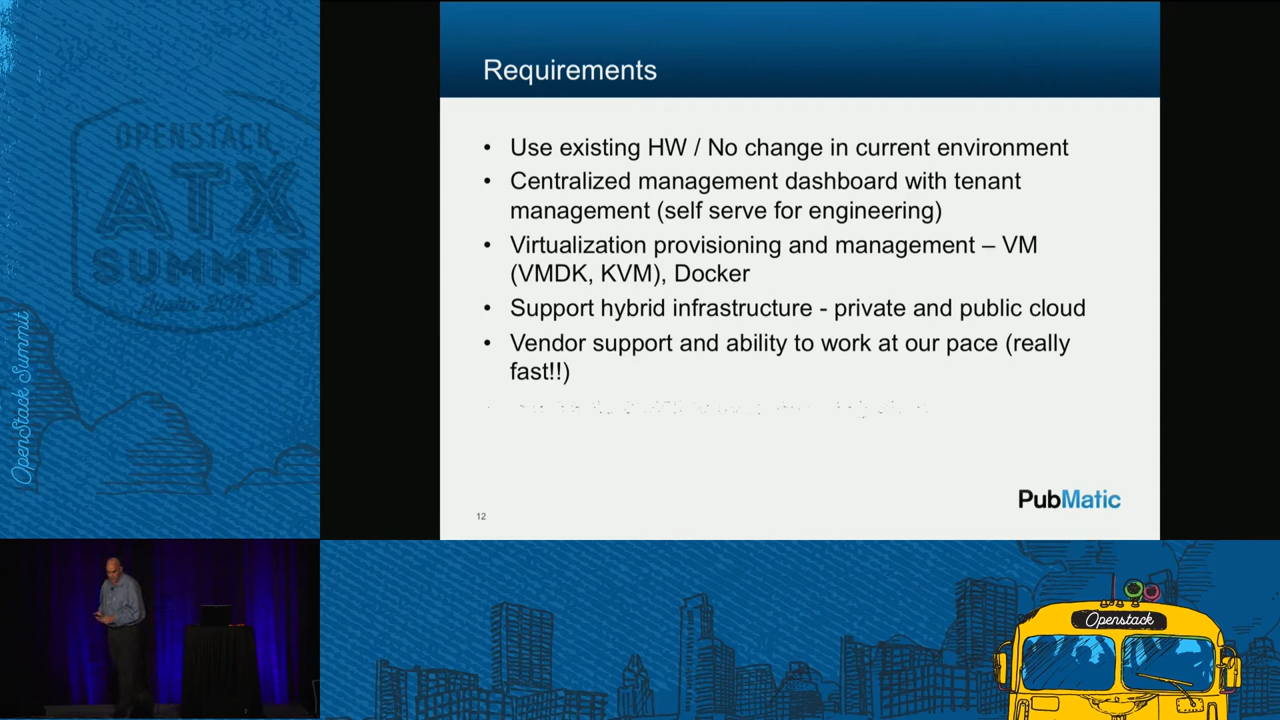 OPENSTACK
ATX
SUMMIT
OpenStack Summit
Requirements
• Use existing HW / No change in current environment
• Centralized management dashboard with tenant
management (self serve for engineering)
• Virtualization provisioning and management – VM
(VMDK, KVM), Docker
• Support hybrid infrastructure - private and public cloud
• Vendor support and ability to work at our pace (really
fast!!)
12
PubMatic
Openstack